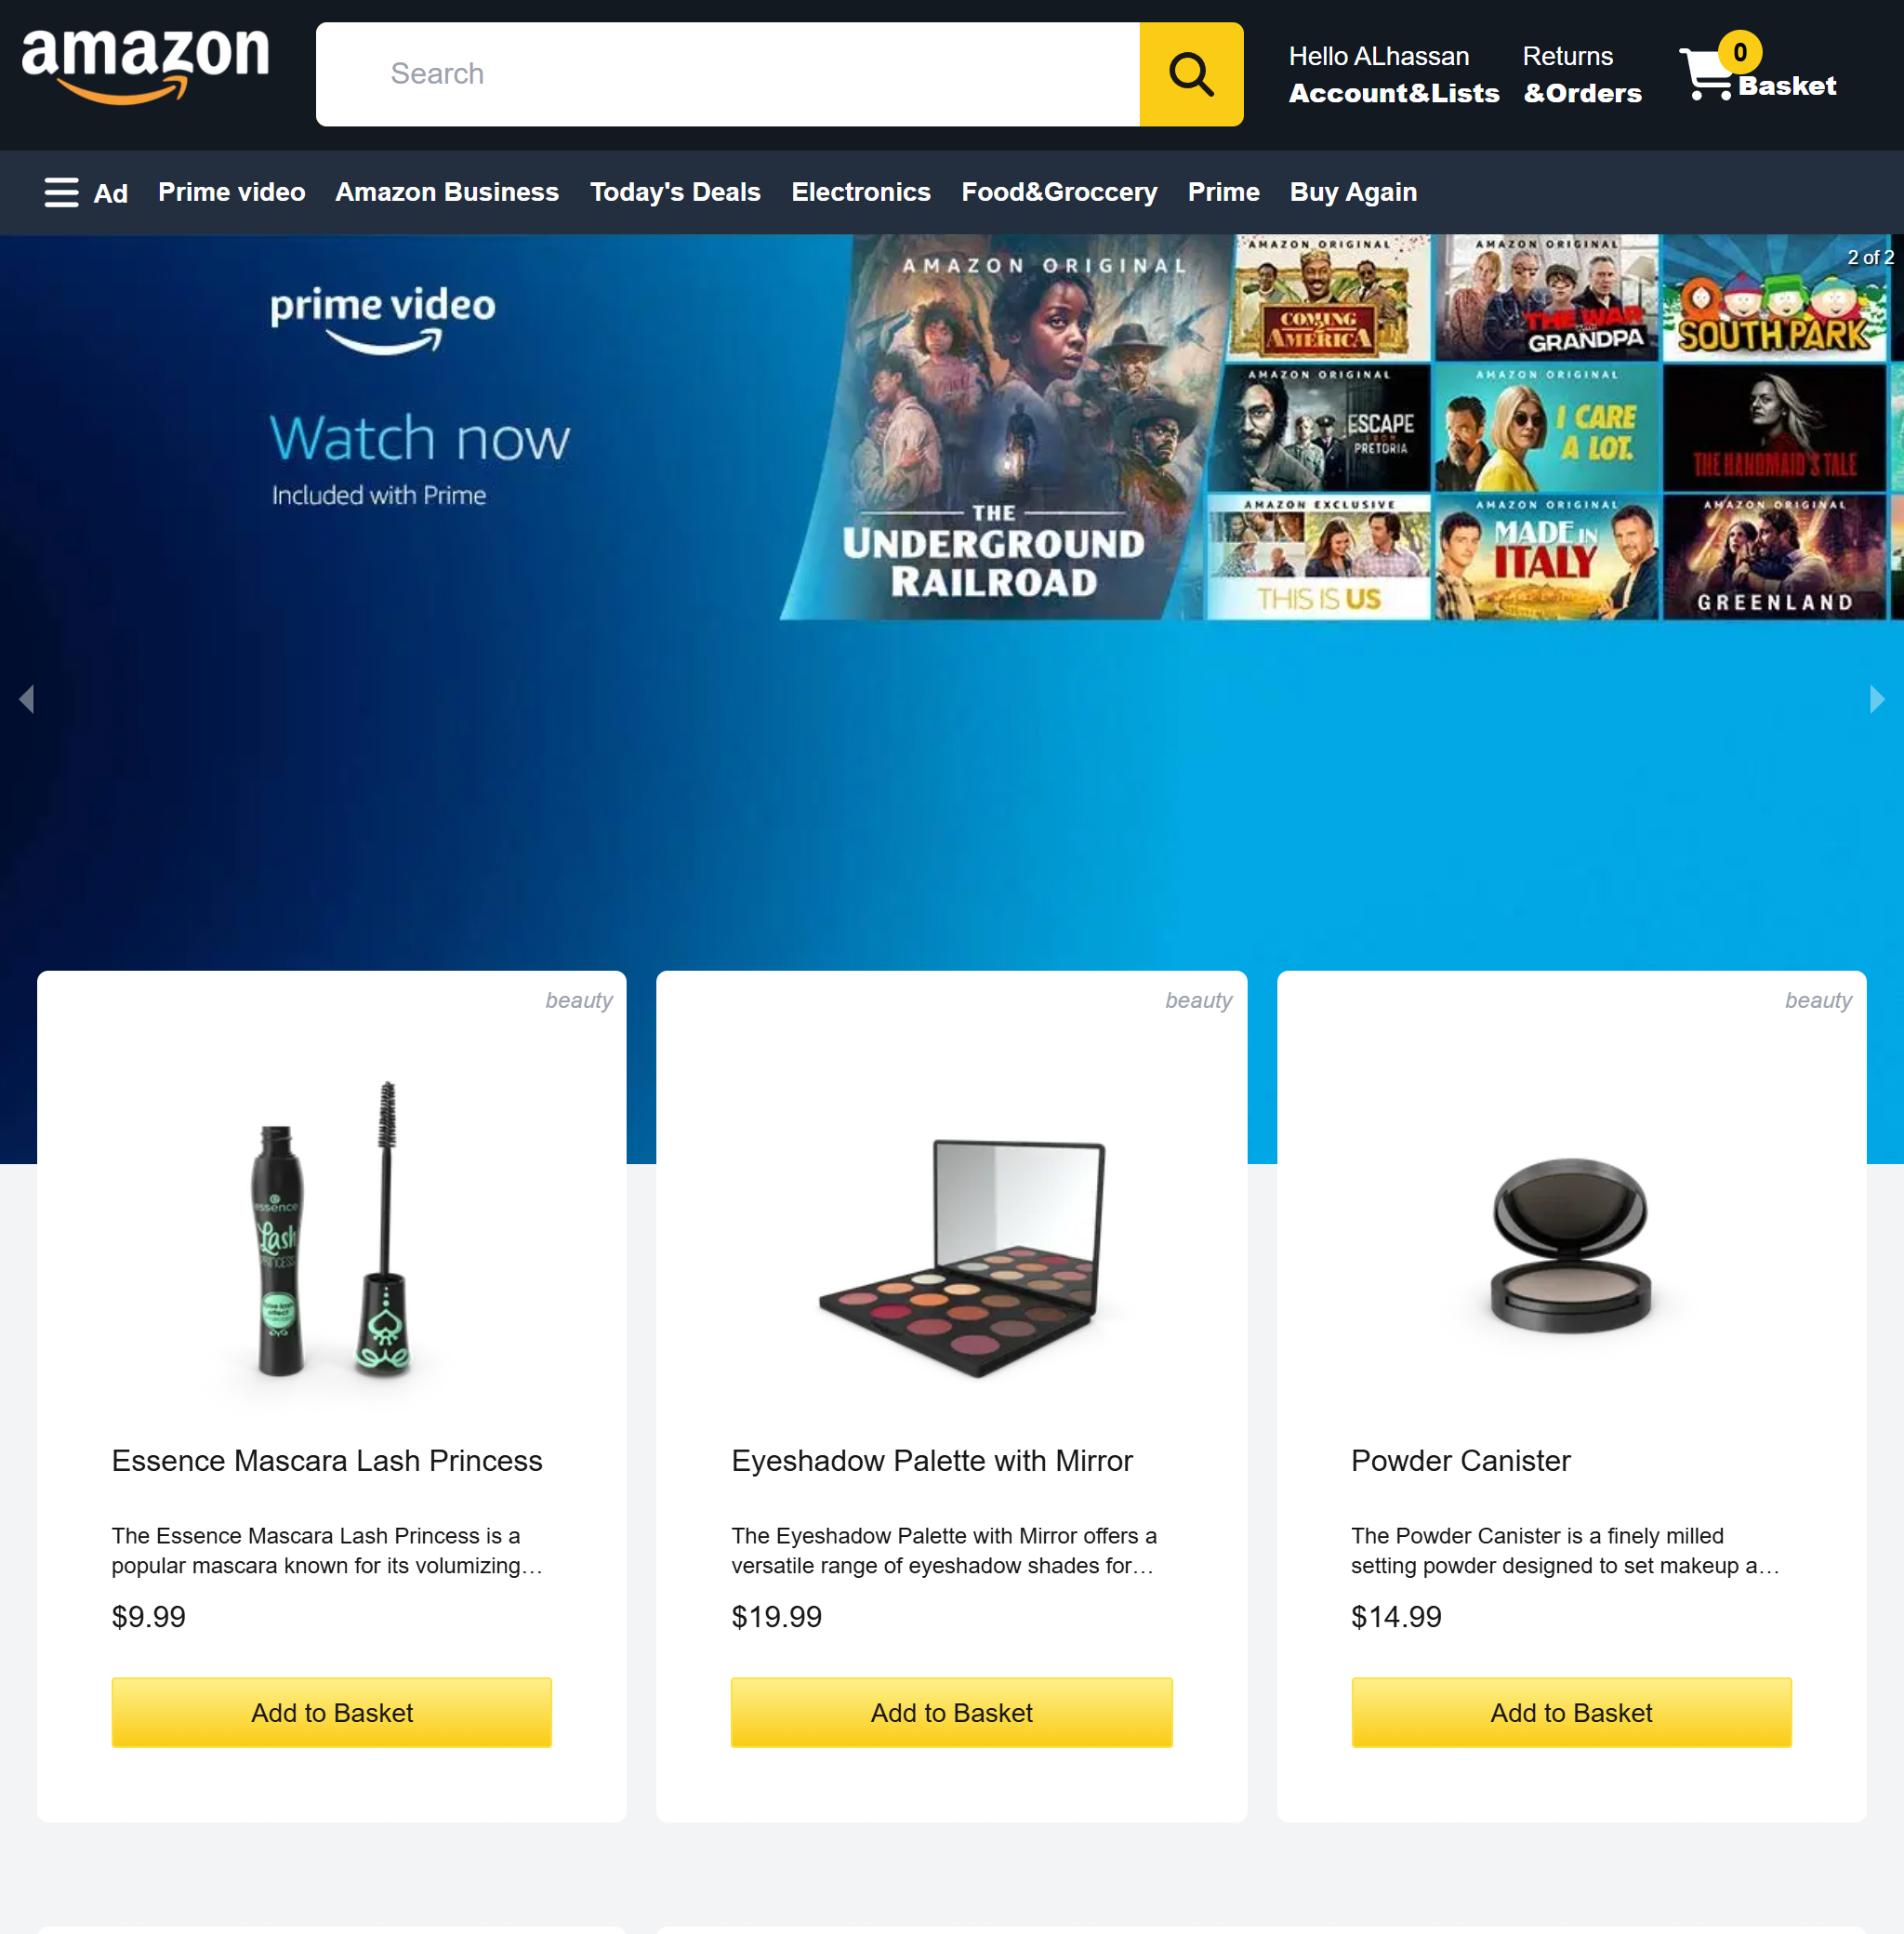 amazon
Search
Hello ALhassan
Account&Lists
Returns
&Orders
0
Basket
Ad
Prime video
Amazon Business
Today's Deals
Electronics
Food&Groccery
Prime
Buy Again
2 of 2
prime video
Watch now
Included with Prime
AMAZON ORIGINAL
THE
UNDERGROUND
RAILROAD
AMAZON ORIGINAL
COMING
2
AMERICA
AMAZON ORIGINAL
THE WAR
GRANDPA
SOUTH PARK
AMAZON ORIGINAL
ESCAPE
FROM
PRETORIA
AMAZON ORIGINAL
I CARE
A LOT.
THE HANDMAID'S TALE
AMAZON EXCLUSIVE
THIS IS US
AMAZON ORIGINAL
MADE IN
ITALY
AMAZON ORIGINAL
GREENLAND
beauty
essence
Lash
PRINCESS
Essence Mascara Lash Princess
The Essence Mascara Lash Princess is a
popular mascara known for its volumizing…
$9.99
Add to Basket
beauty
Eyeshadow Palette with Mirror
The Eyeshadow Palette with Mirror offers a
versatile range of eyeshadow shades for…
$19.99
Add to Basket
beauty
Powder Canister
The Powder Canister is a finely milled
setting powder designed to set makeup a…
$14.99
Add to Basket